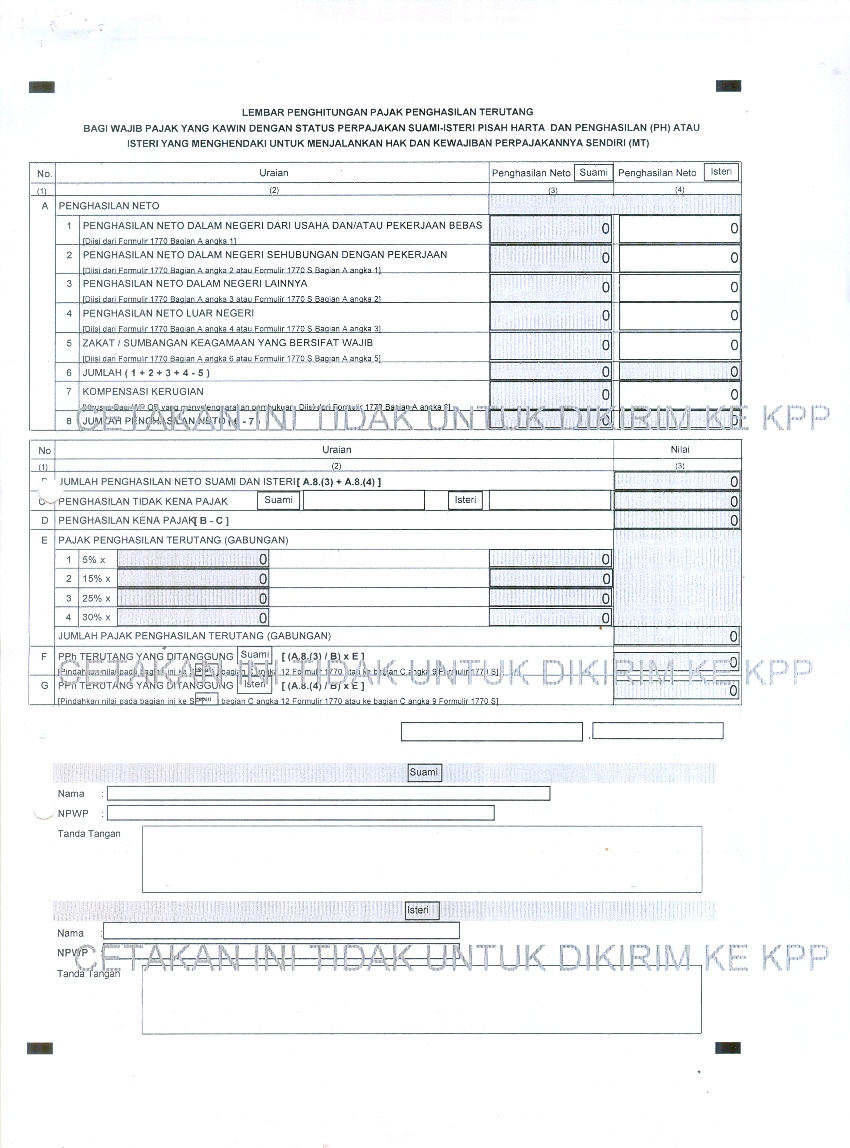 LEMBAR PENGHITUNGAN PAJAK PENGHASILAN TERUTANG
BAGI WAJIB PAJAK YANG KAWIN DENGAN STATUS PERPAJAKAN SUAMI-ISTERI PISAH HARTA DAN PENGHASILAN (PH) ATAU
ISTERI YANG MENGHENDAKI UNTUK MENJALANKAN HAK DAN KEWAJIBAN PERPAJAKANNYA SENDIRI (MT)
No. Uraian Penghasilan Neto Suami Penghasilan Neto Isteri
(1) (2) (3) (4)
A PENGHASILAN NETO
1 PENGHASILAN NETO DALAM NEGERI DARI USAHA DAN/ATAU PEKERJAAN BEBAS 0 0
[Diisi dari Formulir 1770 Bagian A angka 1]
2 PENGHASILAN NETO DALAM NEGERI SEHUBUNGAN DENGAN PEKERJAAN 0 0
[Diisi dari Formulir 1770 Bagian A angka 2 atau Formulir 1770 S Bagian A angka 1]
3 PENGHASILAN NETO DALAM NEGERI LAINNYA 0 0
[Diisi dari Formulir 1770 Bagian A angka 3 atau Formulir 1770 S Bagian A angka 2]
4 PENGHASILAN NETO LUAR NEGERI 0 0
[Diisi dari Formulir 1770 Bagian A angka 4 atau Formulir 1770 S Bagian A angka 3]
5 ZAKAT / SUMBANGAN KEAGAMAAN YANG BERSIFAT WAJIB 0 0
[Diisi dari Formulir 1770 Bagian A angka 6 atau Formulir 1770 S Bagian A angka 5]
6 JUMLAH ( 1 + 2 + 3 + 4 - 5 ) 0 0
7 KOMPENSASI KERUGIAN 0 0
yang menyelenggarakan pembukuan. Diisi dari Formulir 1770 Bagian A angka 8]
CETAKAN INI TIDAK UNTUK DIKIRIM KE KPP
8 JUMLAH PENGHASILAN NETO ( 6 - 7 ) 0 0
No Uraian Nilai
(1) (2) (3)
JUMLAH PENGHASILAN NETO SUAMI DAN ISTERI [ A.8.(3) + A.8.(4) ] 0
C PENGHASILAN TIDAK KENA PAJAK Suami Isteri 0
D PENGHASILAN KENA PAJAK [ B - C ] 0
E PAJAK PENGHASILAN TERUTANG (GABUNGAN)
1 5% x 0 0
2 15% x 0 0
3 25% x 0 0
4 30% x 0 0
JUMLAH PAJAK PENGHASILAN TERUTANG (GABUNGAN) 0
F PPh TERUTANG YANG DITANGGUNG Suami [ (A.8.(3) / B) x E ] 0
[Pindahkan nilai pada bagian ini ke bagian C angka 12 Formulir 1770 atau ke bagian C angka 9 Formulir 1770 S]
CETAKAN INI TIDAK UNTUK DIKIRIM KE KPP
G PPh TERUTANG YANG DITANGGUNG Isteri [ (A.8.(4) / B) x E ] 0
[Pindahkan nilai pada bagian ini ke bagian C angka 12 Formulir 1770 atau ke bagian C angka 9 Formulir 1770 S]
,
Suami
Nama :
NPWP :
Tanda Tangan
Isteri
Nama :
NPWP
CETAKAN INI TIDAK UNTUK DIKIRIM KE KPP
Tanda Tangan